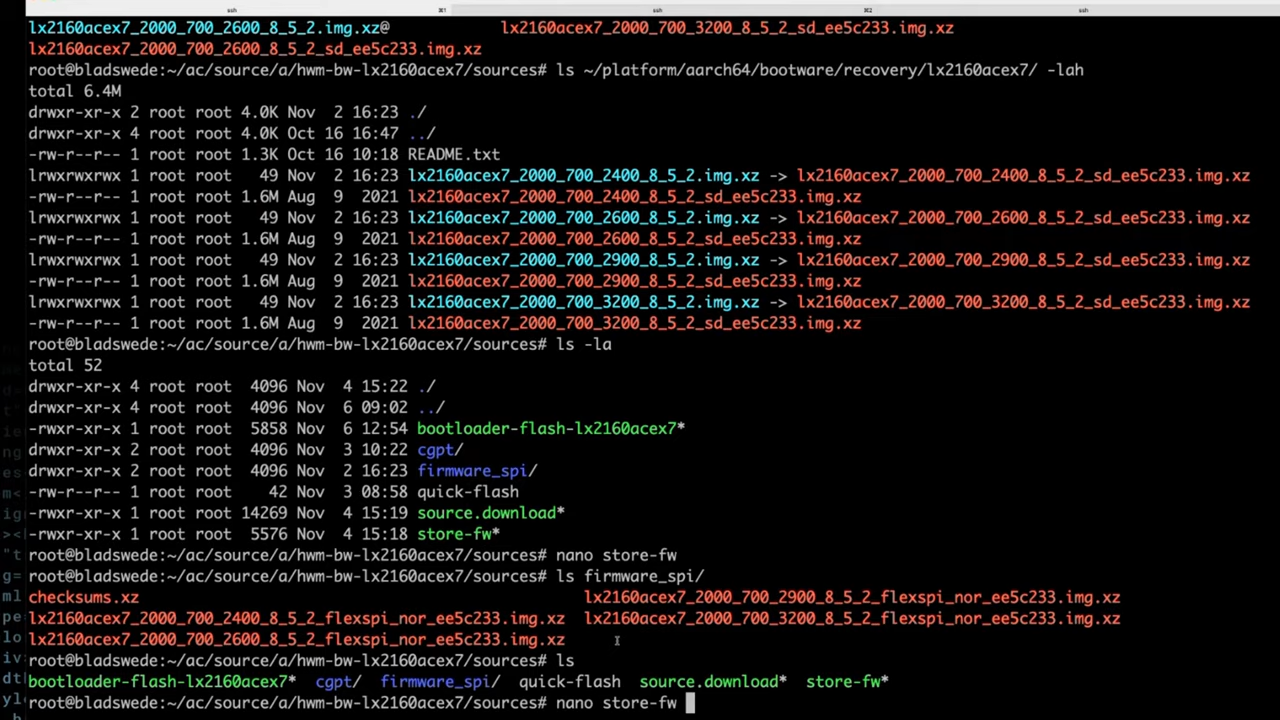 ssh ⌘1 ssh ⌘2 ssh
lx2160acex7_2000_700_2600_8_5_2.img.xz@ lx2160acex7_2000_700_3200_8_5_2_sd_ee5c233.img.xz
lx2160acex7_2000_700_2600_8_5_2_sd_ee5c233.img.xz
root@bladswede:~/ac/source/a/hwm-bw-lx2160acex7/sources# ls ~/platform/aarch64/bootware/recovery/lx2160acex7/ -lah
total 6.4M
drwxr-xr-x 2 root root 4.0K Nov 2 16:23 ./
drwxr-xr-x 4 root root 4.0K Oct 16 16:47 ../
-rw-r--r-- 1 root root 1.3K Oct 16 10:18 README.txt
lrwxrwxrwx 1 root root 49 Nov 2 16:23 lx2160acex7_2000_700_2400_8_5_2.img.xz -> lx2160acex7_2000_700_2400_8_5_2_sd_ee5c233.img.xz
-rw-r--r-- 1 root root 1.6M Aug 9 2021 lx2160acex7_2000_700_2400_8_5_2_sd_ee5c233.img.xz
lrwxrwxrwx 1 root root 49 Nov 2 16:23 lx2160acex7_2000_700_2600_8_5_2.img.xz -> lx2160acex7_2000_700_2600_8_5_2_sd_ee5c233.img.xz
-rw-r--r-- 1 root root 1.6M Aug 9 2021 lx2160acex7_2000_700_2600_8_5_2_sd_ee5c233.img.xz
lrwxrwxrwx 1 root root 49 Nov 2 16:23 lx2160acex7_2000_700_2900_8_5_2.img.xz -> lx2160acex7_2000_700_2900_8_5_2_sd_ee5c233.img.xz
-rw-r--r-- 1 root root 1.6M Aug 9 2021 lx2160acex7_2000_700_2900_8_5_2_sd_ee5c233.img.xz
lrwxrwxrwx 1 root root 49 Nov 2 16:23 lx2160acex7_2000_700_3200_8_5_2.img.xz -> lx2160acex7_2000_700_3200_8_5_2_sd_ee5c233.img.xz
-rw-r--r-- 1 root root 1.6M Aug 9 2021 lx2160acex7_2000_700_3200_8_5_2_sd_ee5c233.img.xz
root@bladswede:~/ac/source/a/hwm-bw-lx2160acex7/sources# ls -la
total 52
drwxr-xr-x 4 root root 4096 Nov 4 15:22 ./
drwxr-xr-x 4 root root 4096 Nov 6 09:02 ../
-rwxr-xr-x 1 root root 5858 Nov 6 12:54 bootloader-flash-lx2160acex7*
drwxr-xr-x 2 root root 4096 Nov 3 10:22 cgpt/
drwxr-xr-x 2 root root 4096 Nov 2 16:23 firmware_spi/
-rw-r--r-- 1 root root 42 Nov 3 08:58 quick-flash
-rwxr-xr-x 1 root root 14269 Nov 4 15:19 source.download*
-rwxr-xr-x 1 root root 5576 Nov 4 15:18 store-fw*
root@bladswede:~/ac/source/a/hwm-bw-lx2160acex7/sources# nano store-fw
root@bladswede:~/ac/source/a/hwm-bw-lx2160acex7/sources# ls firmware_spi/
checksums.xz lx2160acex7_2000_700_2900_8_5_2_flexspi_nor_ee5c233.img.xz
lx2160acex7_2000_700_2400_8_5_2_flexspi_nor_ee5c233.img.xz lx2160acex7_2000_700_3200_8_5_2_flexspi_nor_ee5c233.img.xz
lx2160acex7_2000_700_2600_8_5_2_flexspi_nor_ee5c233.img.xz
root@bladswede:~/ac/source/a/hwm-bw-lx2160acex7/sources# ls
bootloader-flash-lx2160acex7* cgpt/ firmware_spi/ quick-flash source.download* store-fw*
root@bladswede:~/ac/source/a/hwm-bw-lx2160acex7/sources# nano store-fw